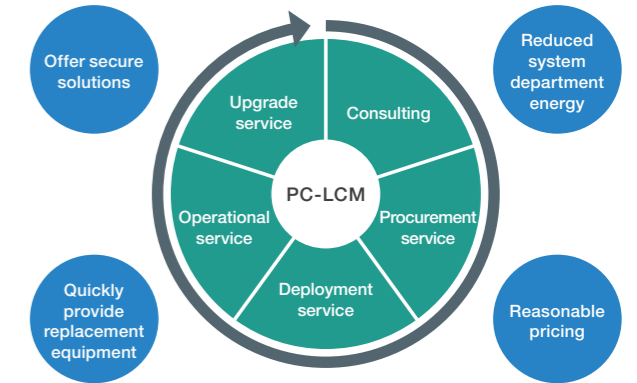 Offer secure
solutions
Reduced
system
department
energy
Upgrade
service
Consulting
PC-LCM
Operational
service
Procurement
service
Deployment
service
Quickly
provide
replacement
equipment
Reasonable
pricing